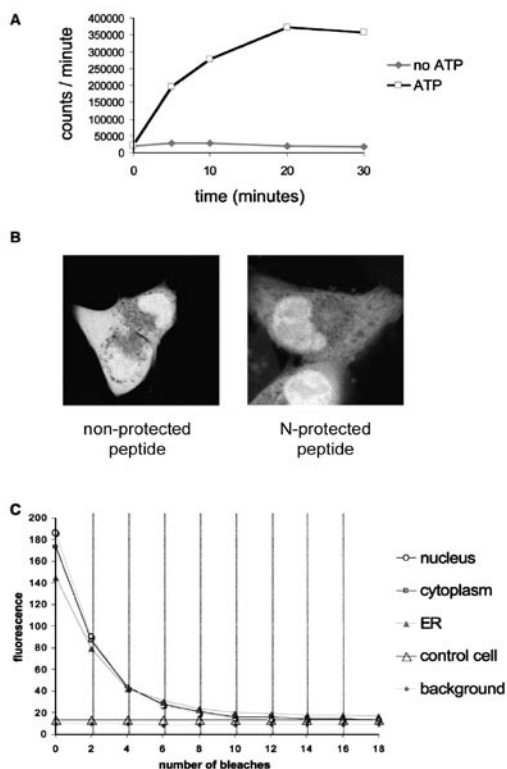 A
counts / minute
400000
350000
300000
250000
200000
150000
100000
50000
0
0 10 20 30
time (minutes)
no ATP
ATP
B
non-protected peptide
N-protected peptide
C
fluorescence
200
180
160
140
120
100
80
60
40
20
0
0 2 4 6 8 10 12 14 16 18
number of bleaches
nucleus
cytoplasm
ER
control cell
background